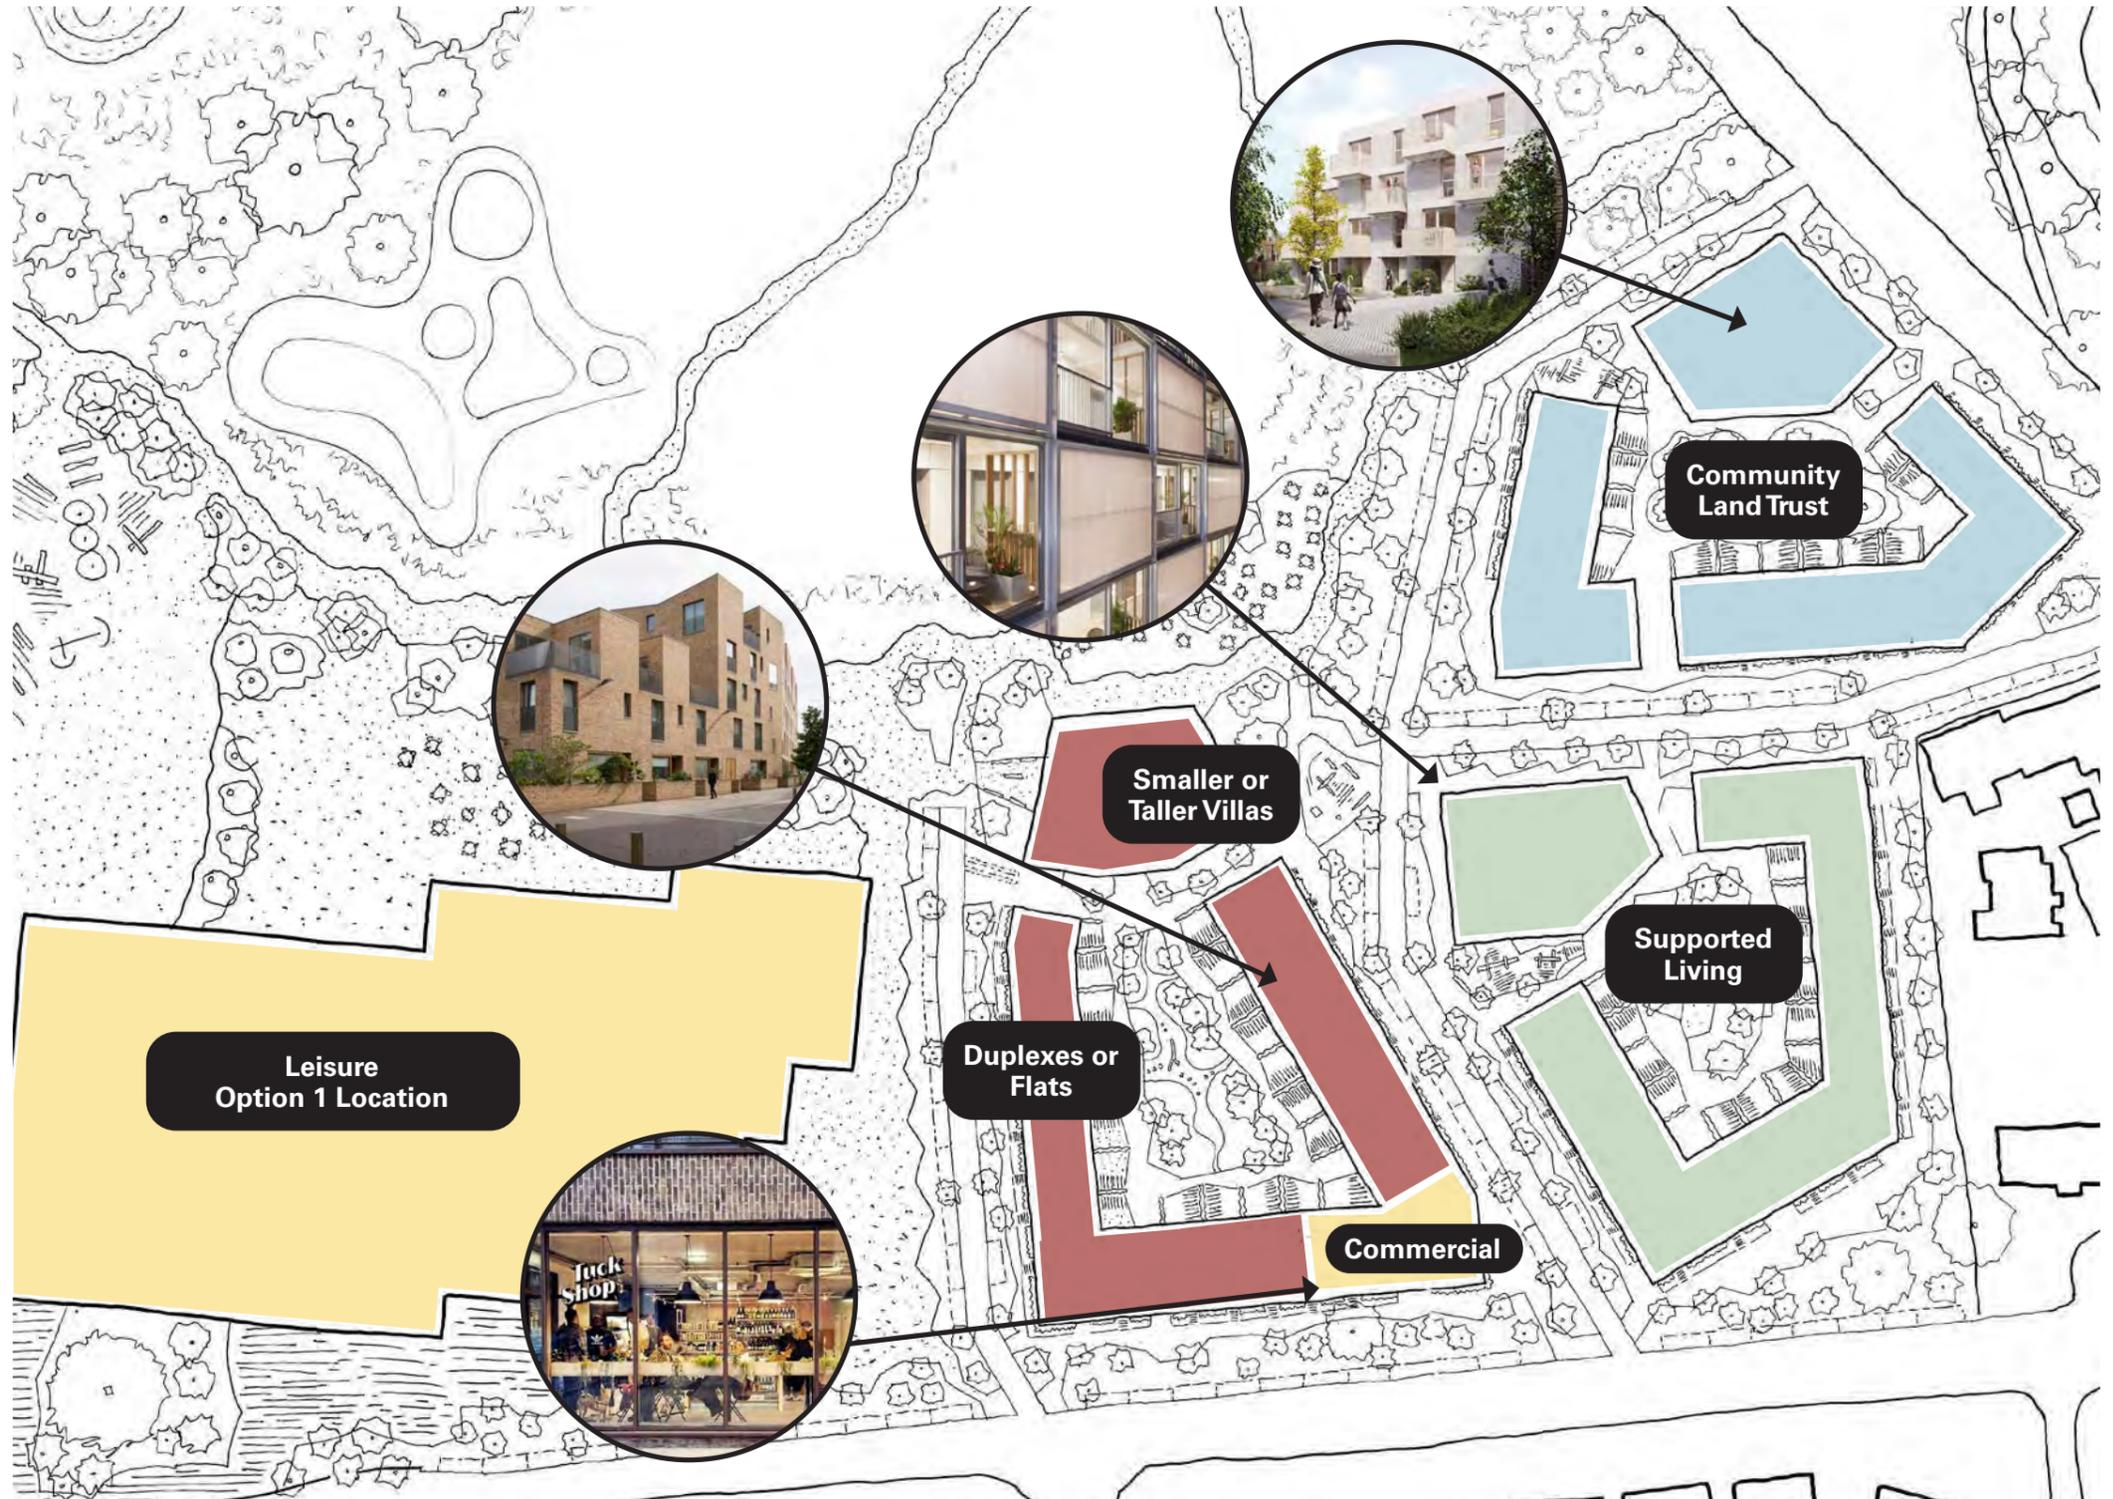 Community
Land Trust
Smaller or
Taller Villas
Supported
Living
Duplexes or
Flats
Leisure
Option 1 Location
Commercial
Tuck
Shop